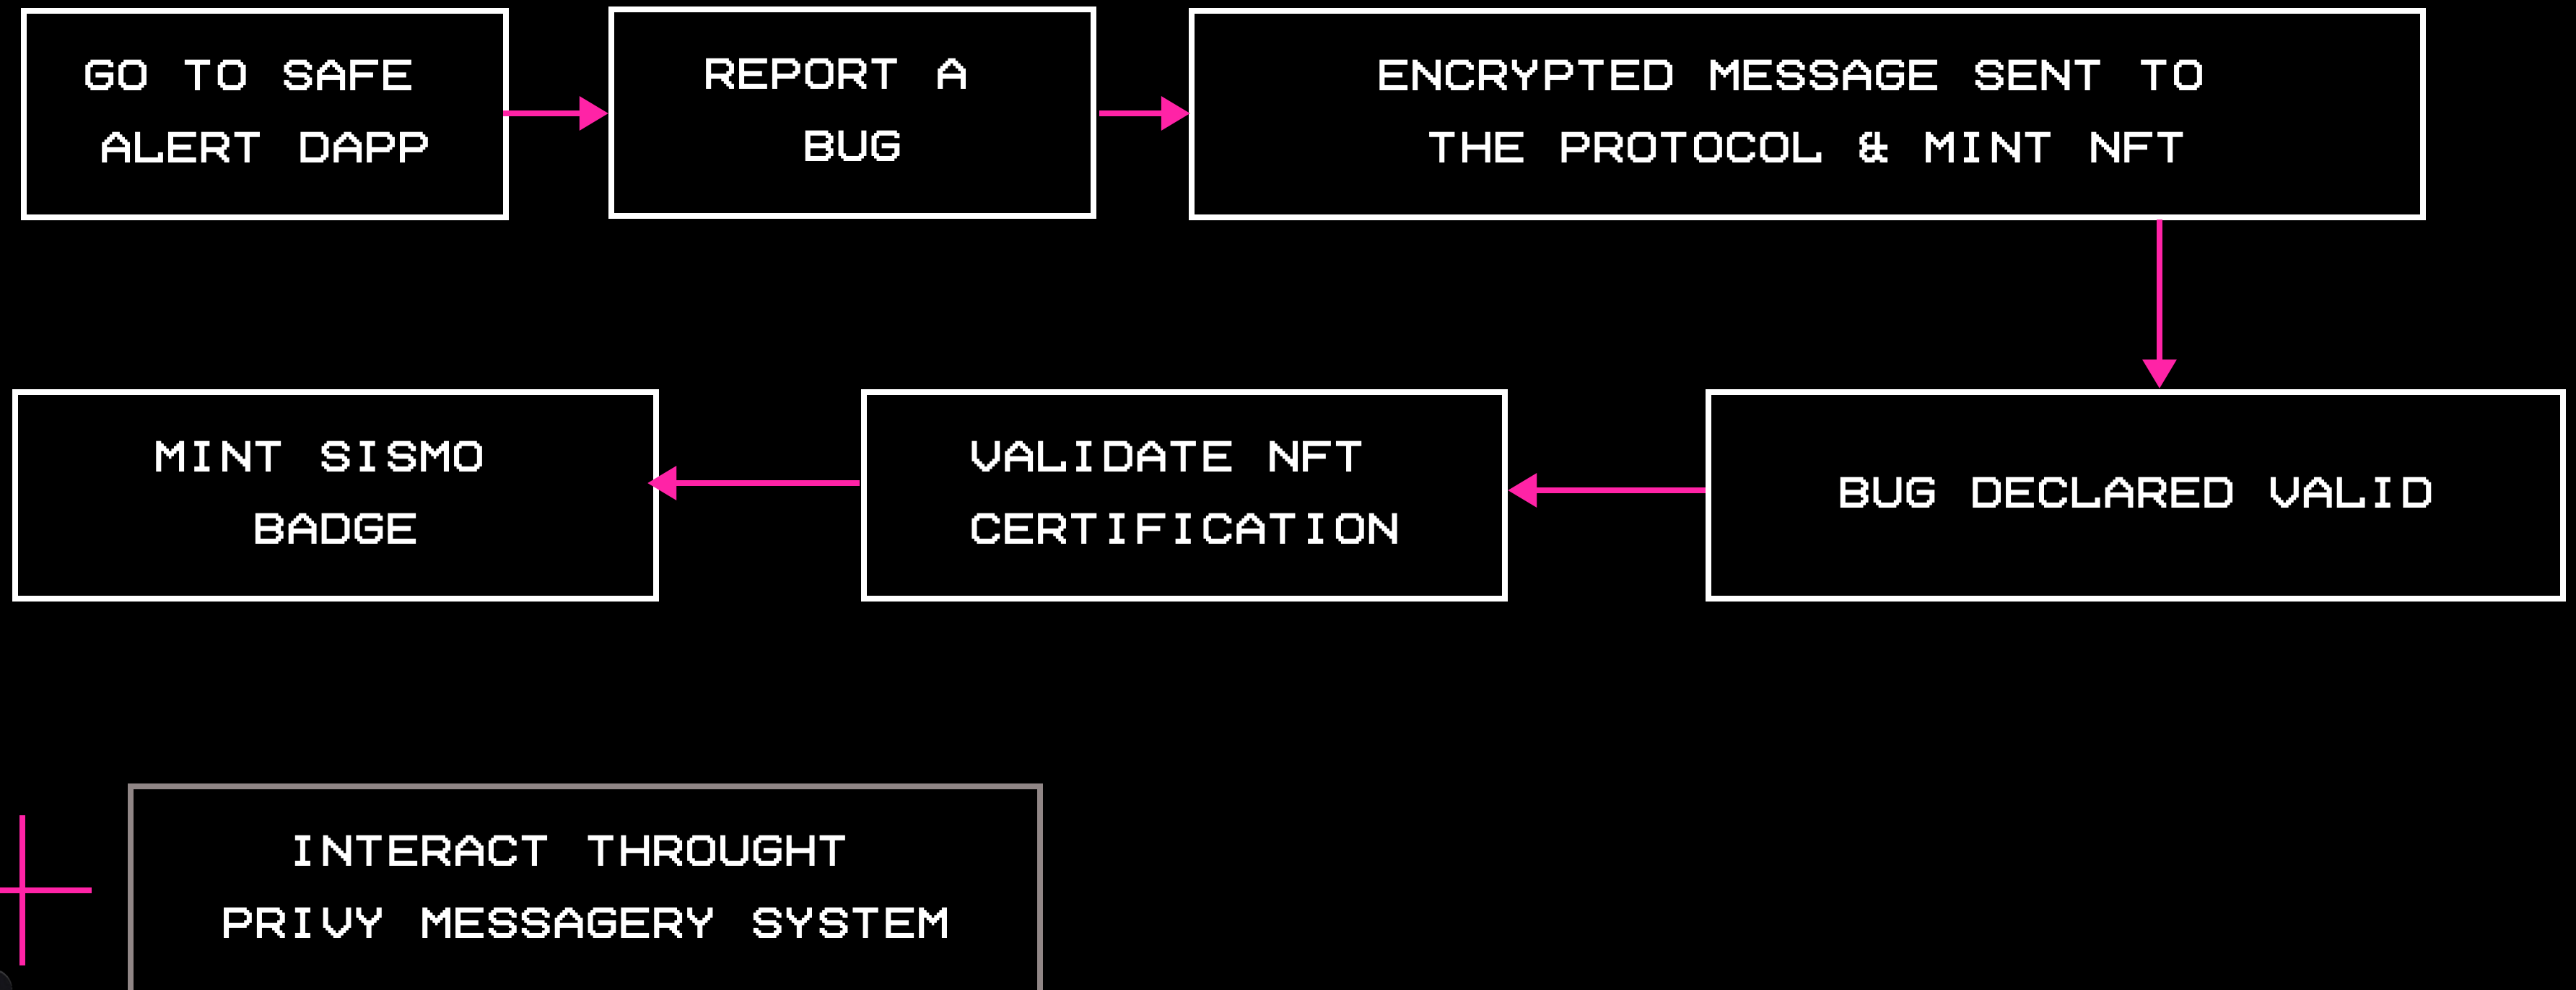 GO TO SAFE
ALERT DAPP
REPORT A
BUG
ENCRYPTED MESSAGE SENT TO
THE PROTOCOL & MINT NFT
MINT SISMO
BADGE
VALIDATE NFT
CERTIFICATION
BUG DECLARED VALID
INTERACT THROUGHT
PRIVY MESSAGERY SYSTEM